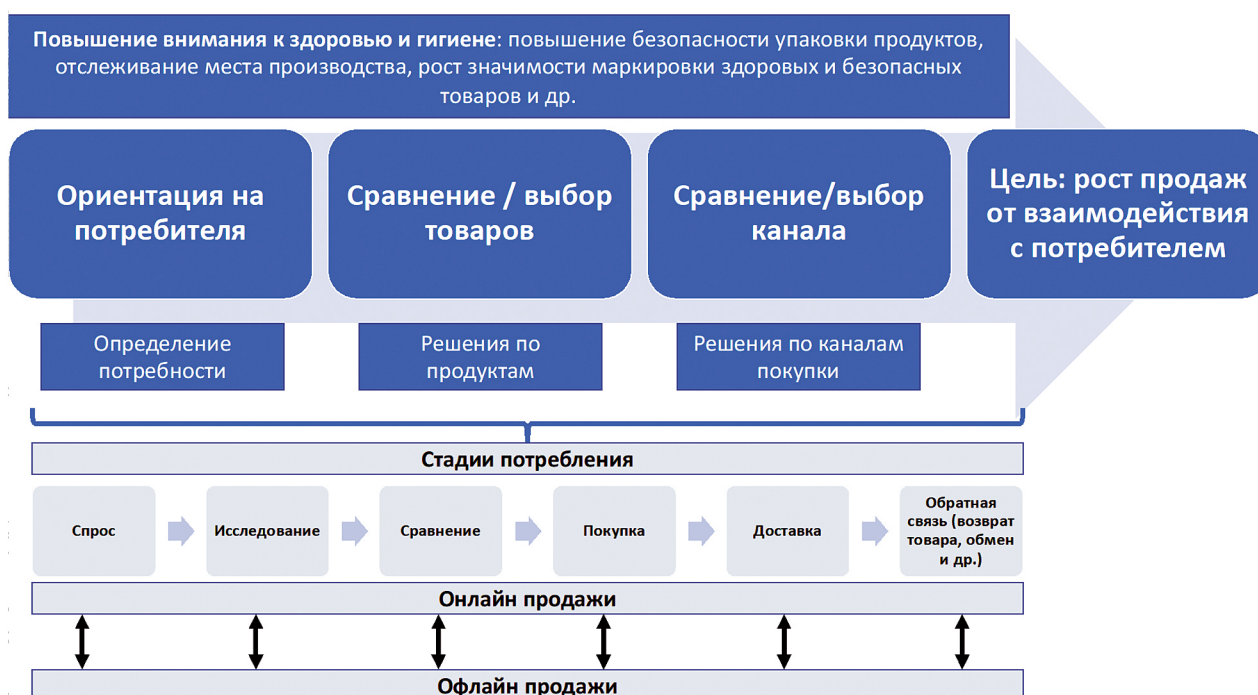 Повышение внимания к здоровью и гигиене: повышение безопасности упаковки продуктов,
отслеживание места производства, рост значимости маркировки здоровых и безопасных
товаров и др.
Ориентация на
потребителя
Сравнение / выбор
товаров
Сравнение/выбор
канала
Цель: рост продаж
от взаимодействия
с потребителем
Определение
потребности
Решения по
продуктам
Решения по каналам
покупки
Стадии потребления
Спрос
Исследование
Сравнение
Покупка
Доставка
Обратная
связь (возврат
товара, обмен
и др.)
Онлайн продажи
Офлайн продажи